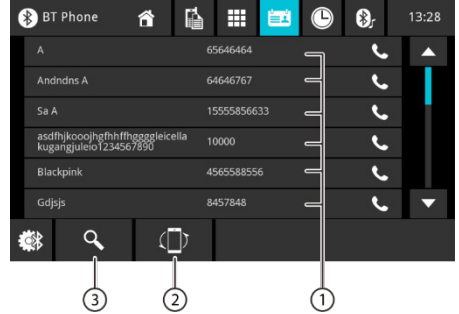 BT Phone 13:28
A 65646464
Andndns A 64646767
Sa A 15555856633
asdfhjkooojhgfhhffhggggleicella
kugangjuleio1234567890 10000
Blackpink 4565588556
Gdjsjs 8457848
3 2 1